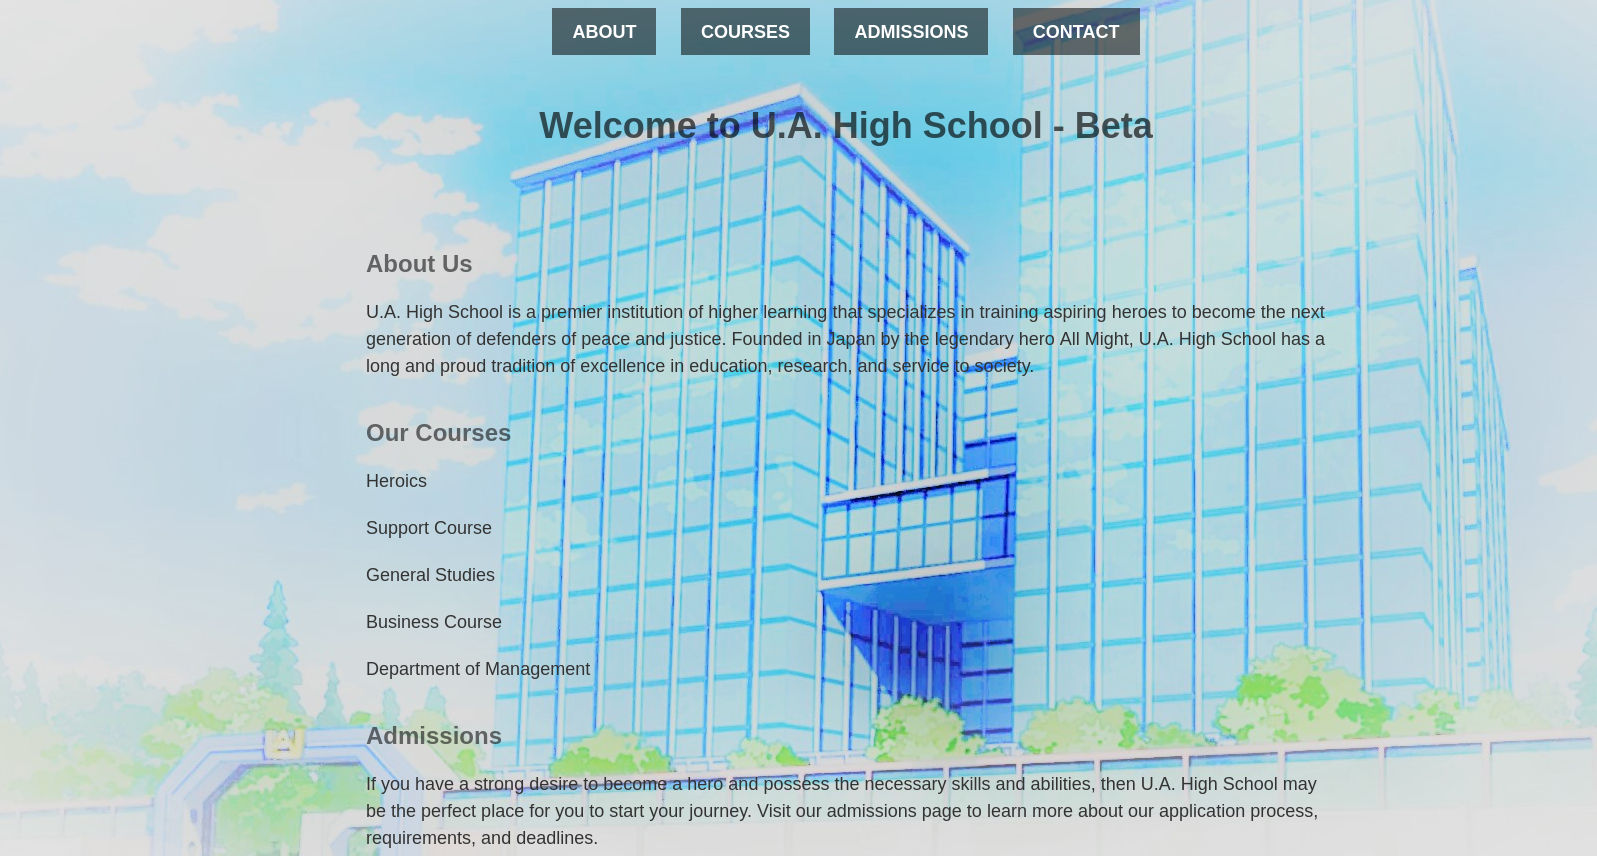 ABOUT COURSES ADMISSIONS CONTACT
Welcome to U.A. High School - Beta
About Us
U.A. High School is a premier institution of higher learning that specializes in training aspiring heroes to become the next
generation of defenders of peace and justice. Founded in Japan by the legendary hero All Might, U.A. High School has a
long and proud tradition of excellence in education, research, and service to society.
Our Courses
Heroics
Support Course
General Studies
Business Course
Department of Management
Admissions
If you have a strong desire to become a hero and possess the necessary skills and abilities, then U.A. High School may
be the perfect place for you to start your journey. Visit our admissions page to learn more about our application process,
requirements, and deadlines.